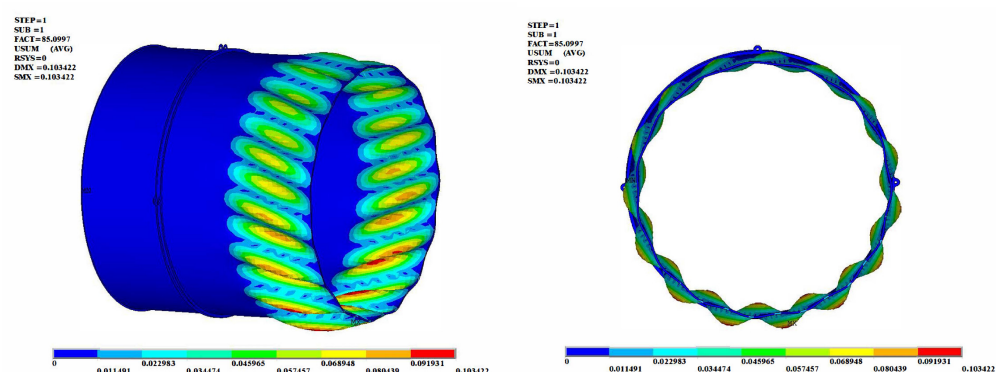 STEP=1
SUB =1
FACT=85.0997
USUM (AVG)
RSYS=0
DMX =0.103422
SMX =0.103422
0 0.022983 0.045965 0.068948 0.091931
0.011491 0.034474 0.057457 0.080439 0.103422
STEP=1
SUB =1
FACT=85.0997
USUM (AVG)
RSYS=0
DMX =0.103422
SMX =0.103422
MX
0 0.022983 0.045965 0.068948 0.091931
0.011491 0.034474 0.057457 0.080439 0.103422